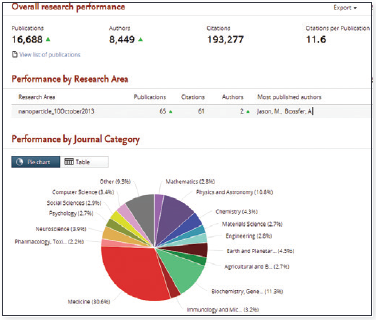 Overall research performance
Export
Publications Authors Citations Citations per Publication
16,688 8,449 193,277 11.6
View list of publications
Performance by Research Area
Research Area Publications Citations Authors Most published authors
nanoparticle_10October2013 65 61 2 Jason, M., Bossfer, A
Performance by Journal Category
Pie chart Table
Other (9.5%) Mathematics (2.8%)
Computer Science (3.4%) Physics and Astronomy (10.8%)
Social Sciences (2.9%) Chemistry (4.3%)
Psychology (2.7%) Materials Science (2.7%)
Neuroscience (3.9%) Engineering (2.8%)
Pharmacology, Toxi... (2.2%) Earth and Planetar... (4.5%)
Agricultural and B... (2.7%)
Biochemistry, Gene... (11.3%)
Medicine (30.6%)
Immunology and Mic... (3.2%)